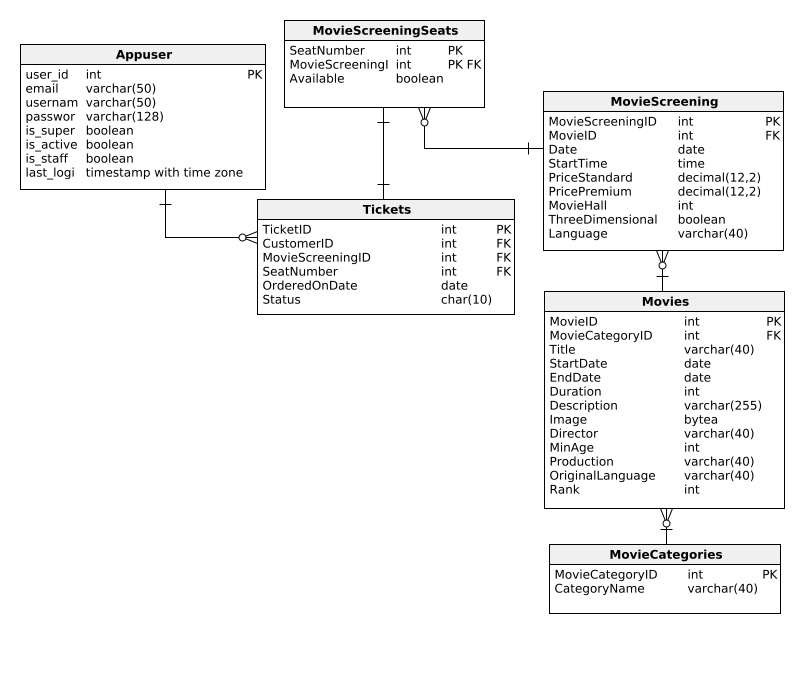 Appuser
user_id int PK
email varchar(50)
usernam varchar(50)
passwor varchar(128)
is_super boolean
is_active boolean
is_staff boolean
last_logi timestamp with time zone
MovieScreeningSeats
SeatNumber int PK
MovieScreeningI int PK FK
Available boolean
MovieScreening
MovieScreeningID int PK
MovieID int FK
Date date
StartTime time
PriceStandard decimal(12,2)
PricePremium decimal(12,2)
MovieHall int
ThreeDimensional boolean
Language varchar(40)
Tickets
TicketID int PK
CustomerID int FK
MovieScreeningID int FK
SeatNumber int FK
OrderedOnDate date
Status char(10)
Movies
MovieID int PK
MovieCategoryID int FK
Title varchar(40)
StartDate date
EndDate date
Duration int
Description varchar(255)
Image bytea
Director varchar(40)
MinAge int
Production varchar(40)
OriginalLanguage varchar(40)
Rank int
MovieCategories
MovieCategoryID int PK
CategoryName varchar(40)